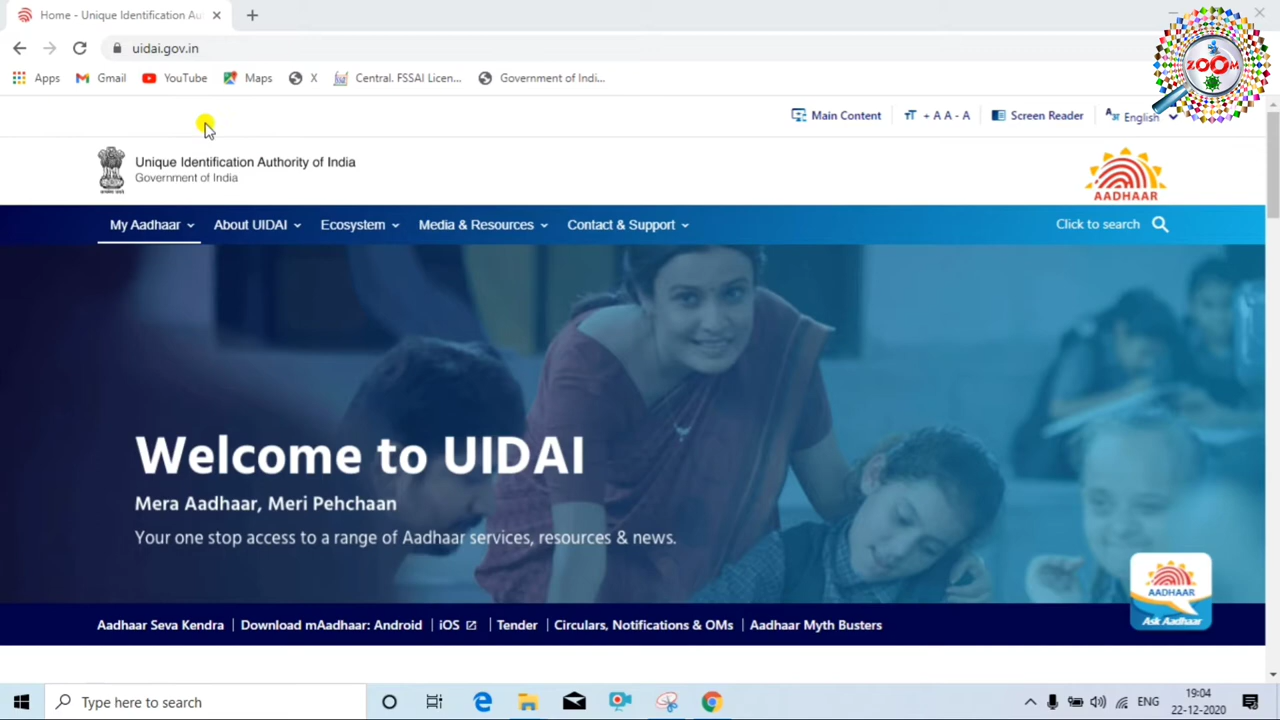 Home - Unique Identification Au
uidai.gov.in
Apps Gmail YouTube Maps X Central. FSSAI Licen... Government of Indi...
ZOOM
Main Content + A A - A Screen Reader English
Unique Identification Authority of India
Government of India
AADHAAR
My Aadhaar About UIDAI Ecosystem Media & Resources Contact & Support Click to search
Welcome to UIDAI
Mera Aadhaar, Meri Pehchaan
Your one stop access to a range of Aadhaar services, resources & news.
AADHAAR
Ask Aadhaar
Aadhaar Seva Kendra Download mAadhaar: Android iOS Tender Circulars, Notifications & OMs Aadhaar Myth Busters
Type here to search
ENG
19:04
22-12-2020